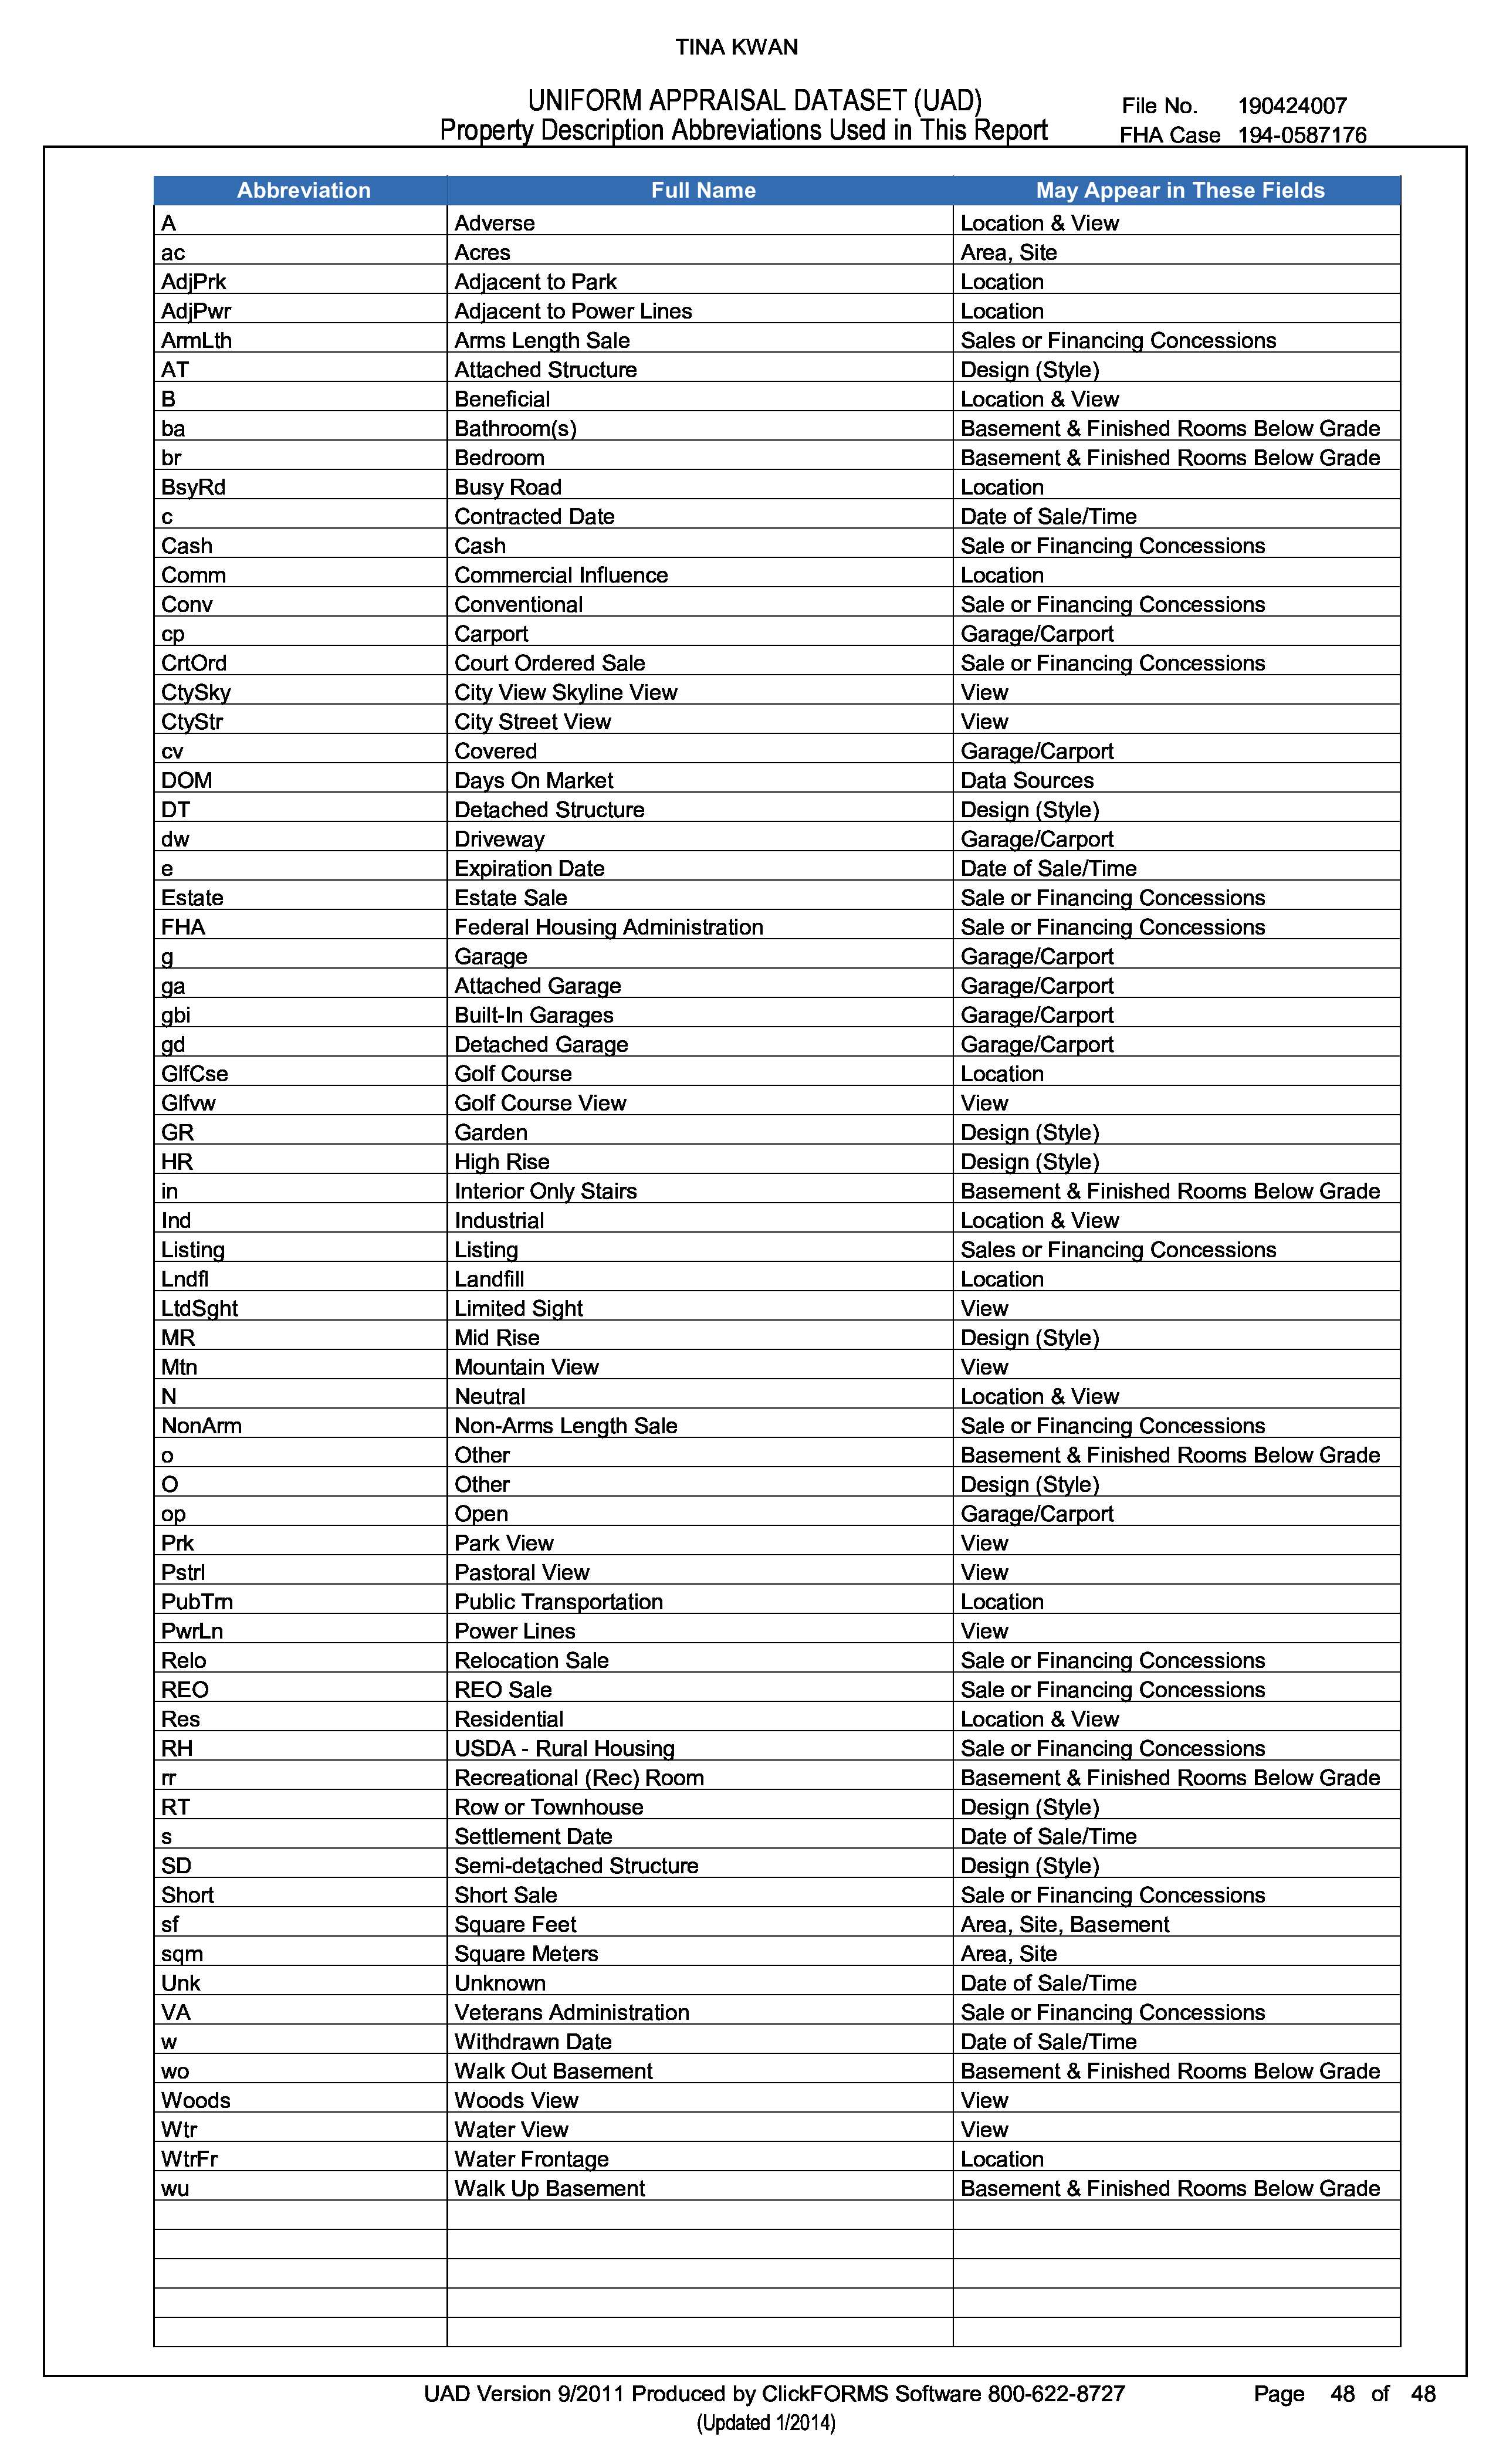 TINA KWAN
UNIFORM APPRAISAL DATASET (UAD) File No. 190424007
Property Description Abbreviations Used in This Report FHA Case 194-0587176
Abbreviation Full Name May Appear in These Fields
A Adverse Location & View
ac Acres Area, Site
AdjPrk Adjacent to Park Location
AdjPwr Adjacent to Power Lines Location
ArmLth Arms Length Sale Sales or Financing Concessions
AT Attached Structure Design (Style)
B Beneficial Location & View
ba Bathroom(s) Basement & Finished Rooms Below Grade
br Bedroom Basement & Finished Rooms Below Grade
BsyRd Busy Road Location
c Contracted Date Date of Sale/Time
Cash Cash Sale or Financing Concessions
Comm Commercial Influence Location
Conv Conventional Sale or Financing Concessions
cp Carport Garage/Carport
CrtOrd Court Ordered Sale Sale or Financing Concessions
CtySky City View Skyline View View
CtyStr City Street View View
cv Covered Garage/Carport
DOM Days On Market Data Sources
DT Detached Structure Design (Style)
dw Driveway Garage/Carport
e Expiration Date Date of Sale/Time
Estate Estate Sale Sale or Financing Concessions
FHA Federal Housing Administration Sale or Financing Concessions
g Garage Garage/Carport
ga Attached Garage Garage/Carport
gbi Built-In Garages Garage/Carport
gd Detached Garage Garage/Carport
GlfCse Golf Course Location
Glfvw Golf Course View View
GR Garden Design (Style)
HR High Rise Design (Style)
in Interior Only Stairs Basement & Finished Rooms Below Grade
Ind Industrial Location & View
Listing Listing Sales or Financing Concessions
Lndfl Landfill Location
LtdSght Limited Sight View
MR Mid Rise Design (Style)
Mtn Mountain View View
N Neutral Location & View
NonArm Non-Arms Length Sale Sale or Financing Concessions
o Other Basement & Finished Rooms Below Grade
O Other Design (Style)
op Open Garage/Carport
Prk Park View View
Pstrl Pastoral View View
PubTrn Public Transportation Location
PwrLn Power Lines View
Relo Relocation Sale Sale or Financing Concessions
REO REO Sale Sale or Financing Concessions
Res Residential Location & View
RH USDA - Rural Housing Sale or Financing Concessions
rr Recreational (Rec) Room Basement & Finished Rooms Below Grade
RT Row or Townhouse Design (Style)
s Settlement Date Date of Sale/Time
SD Semi-detached Structure Design (Style)
Short Short Sale Sale or Financing Concessions
sf Square Feet Area, Site, Basement
sqm Square Meters Area, Site
Unk Unknown Date of Sale/Time
VA Veterans Administration Sale or Financing Concessions
w Withdrawn Date Date of Sale/Time
wo Walk Out Basement Basement & Finished Rooms Below Grade
Woods Woods View View
Wtr Water View View
WtrFr Water Frontage Location
wu Walk Up Basement Basement & Finished Rooms Below Grade
UAD Version 9/2011 Produced by ClickFORMS Software 800-622-8727 Page 48 of 48
(Updated 1/2014)